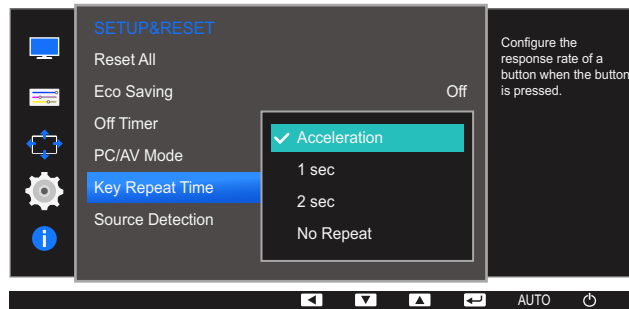 SETUP&RESET
Reset All
Eco Saving Off
Off Timer
PC/AV Mode
Key Repeat Time
Source Detection
Acceleration
1 sec
2 sec
No Repeat
Configure the
response rate of a
button when the button
is pressed.
AUTO